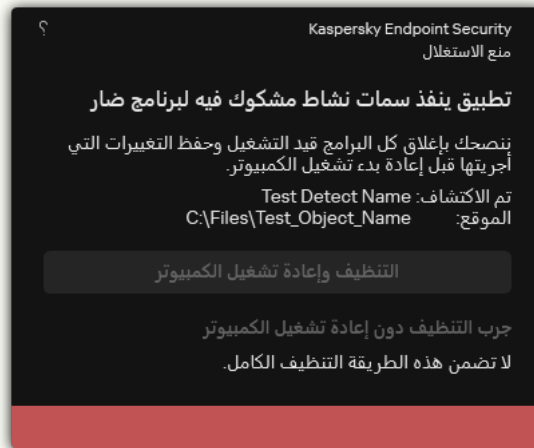 ؟
Kaspersky Endpoint Security
منع الاستغلال
تطبيق ينفذ سمات نشاط مشكوك فيه لبرنامج ضار
ننصحك بإغلاق كل البرامج قيد التشغيل وحفظ التغييرات التي
أجريتها قبل إعادة بدء تشغيل الكمبيوتر.
تم الاكتشاف: Test Detect Name
الموقع: C:\Files\Test_Object_Name
التنظيف وإعادة تشغيل الكمبيوتر
جرب التنظيف دون إعادة تشغيل الكمبيوتر
لا تضمن هذه الطريقة التنظيف الكامل.